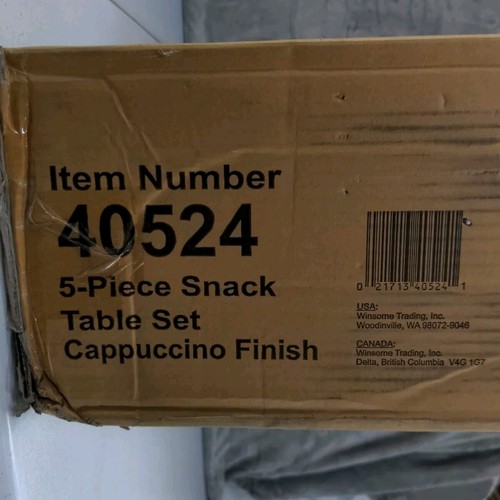 Item Number
40524
5-Piece Snack
Table Set
Cappuccino Finish
0 21713 40524 1
USA:
Winsome Trading, Inc.
Woodinville, WA 98072-9046
CANADA:
Winsome Trading, Inc.
Delta, British Columbia V4G 1G7